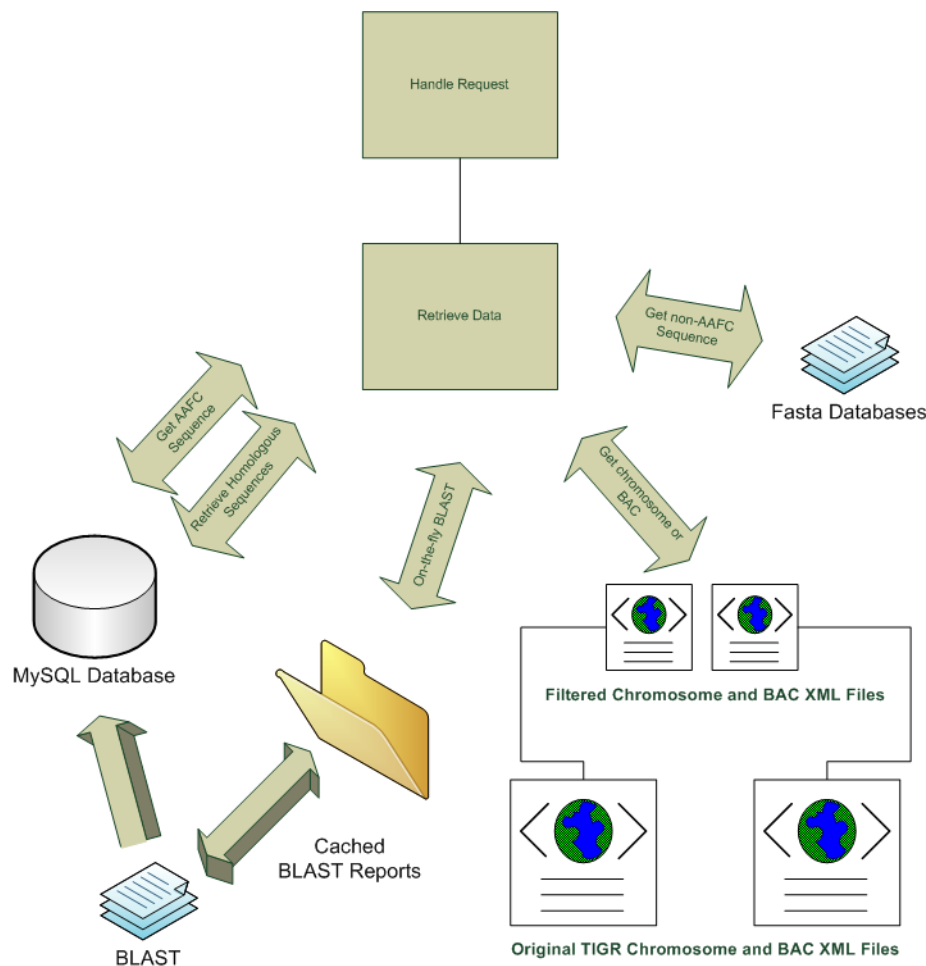 Handle Request
Retrieve Data
Get non-AAFC
Sequence
Fasta Databases
Get AAFC
Sequence
Retrieve Homologous
Sequences
On-the-fly BLAST
Get chromosome or
BAC
MySQL Database
Filtered Chromosome and BAC XML Files
Cached
BLAST Reports
BLAST
Original TIGR Chromosome and BAC XML Files